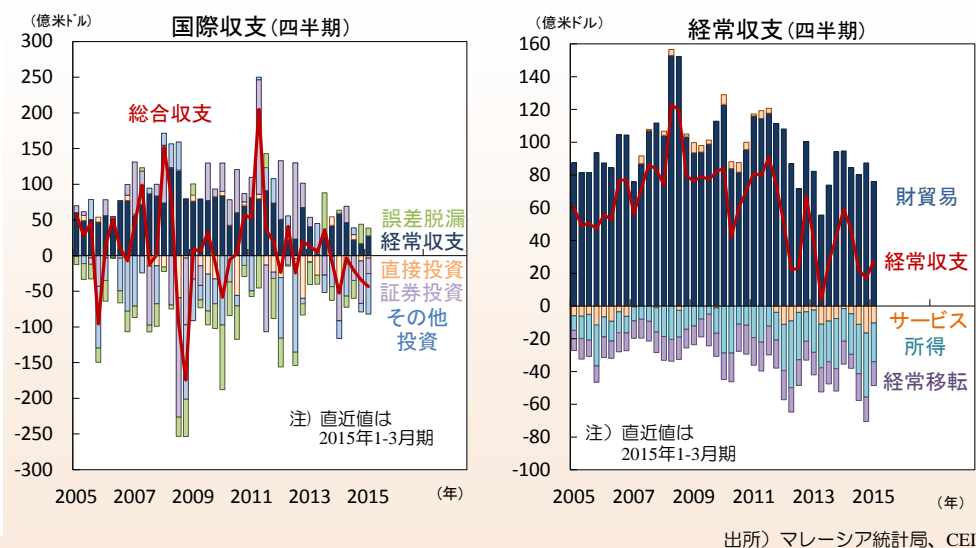 (億米ドル)
国際収支(四半期)
300
250
200
150
100
50
0
-50
-100
-150
-200
-250
-300
総合収支
誤差脱漏
経常収支
直接投資
証券投資
その他
投資
注) 直近値は
2015年1-3月期
2005
2007
2009
2011
2013
2015
(年)
(億米ドル)
経常収支(四半期)
160
140
120
100
80
60
40
20
0
-20
-40
-60
-80
-100
財貿易
経常収支
サービス
所得
経常移転
注）直近値は
2015年1-3月期
2005
2007
2009
2011
2013
2015
(年)
出所）マレーシア統計局、CEI